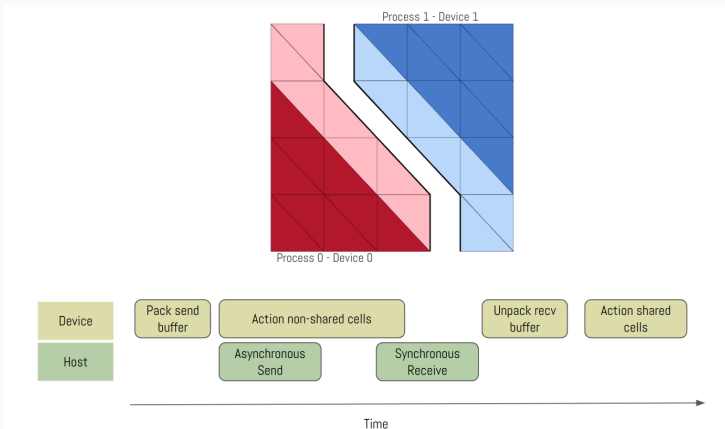 Process 1 - Device 1
Process 0 - Device 0
Device
Pack send
buffer
Action non-shared cells
Unpack recv
buffer
Action shared
cells
Host
Asynchronous
Send
Synchronous
Receive
Time